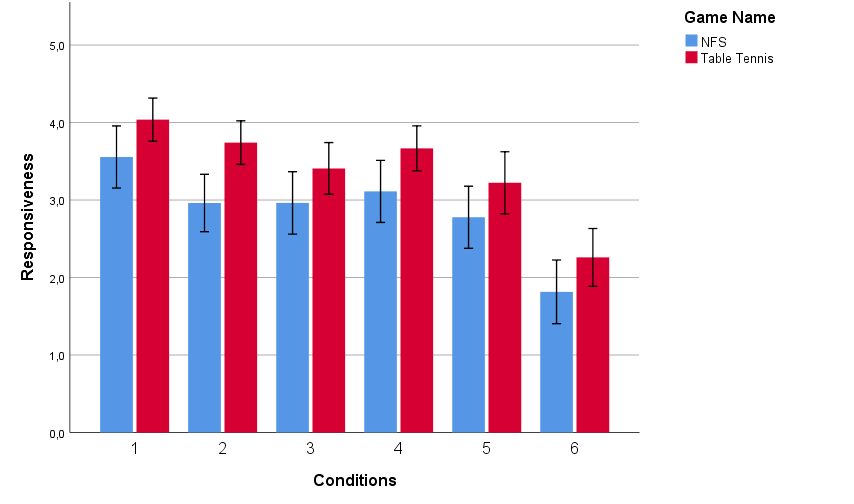 Game Name
NFS
Table Tennis
Responsiveness
5,0
4,0
3,0
2,0
1,0
0,0
1 2 3 4 5 6
Conditions